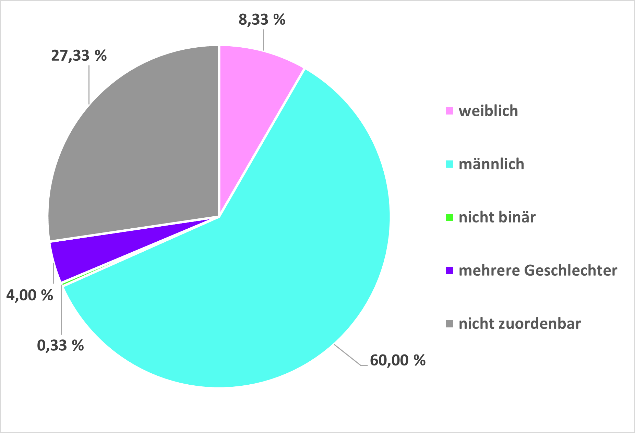 8,33 %
27,33 %
4,00 %
0,33 %
60,00 %
weiblich
männlich
nicht binär
mehrere Geschlechter
nicht zuordenbar